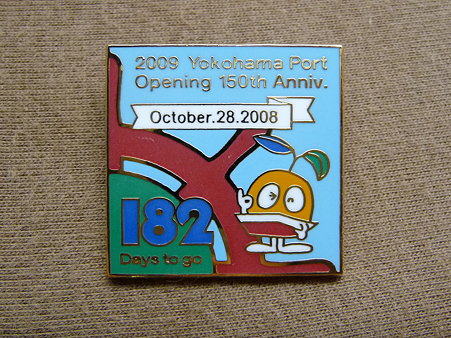 2009 Yokohama Port
Opening 150th Anniv.
October.28.2008
182
Days to go